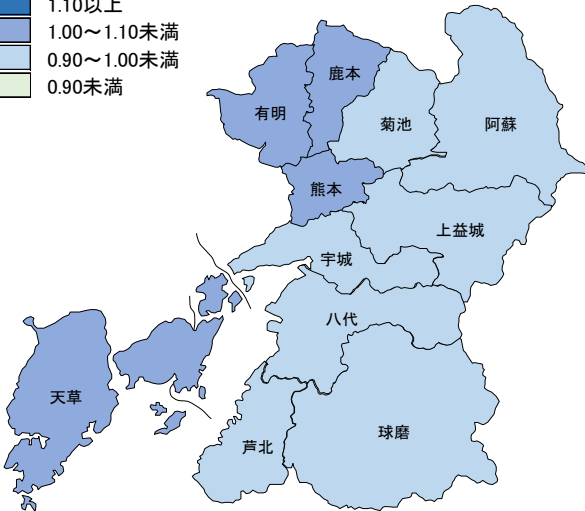 1.10以上
1.00～1.10未満
0.90～1.00未満
0.90未満
鹿本
有明
菊池
阿蘇
熊本
上益城
宇城
八代
天草
球磨
芦北